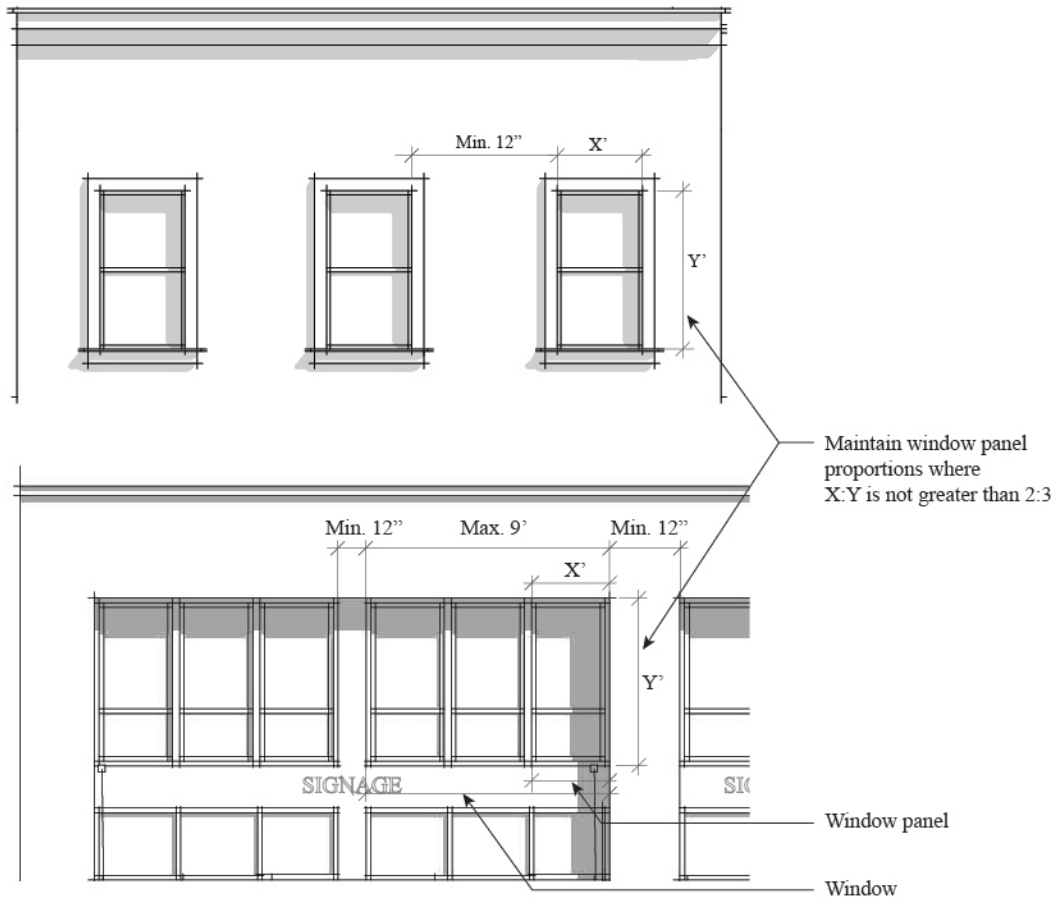 Min. 12”
X’
Y’
Maintain window panel
proportions where
X:Y is not greater than 2:3
Min. 12”
Max. 9’
Min. 12”
X’
Y’
SIGNAGE
SIG
Window panel
Window